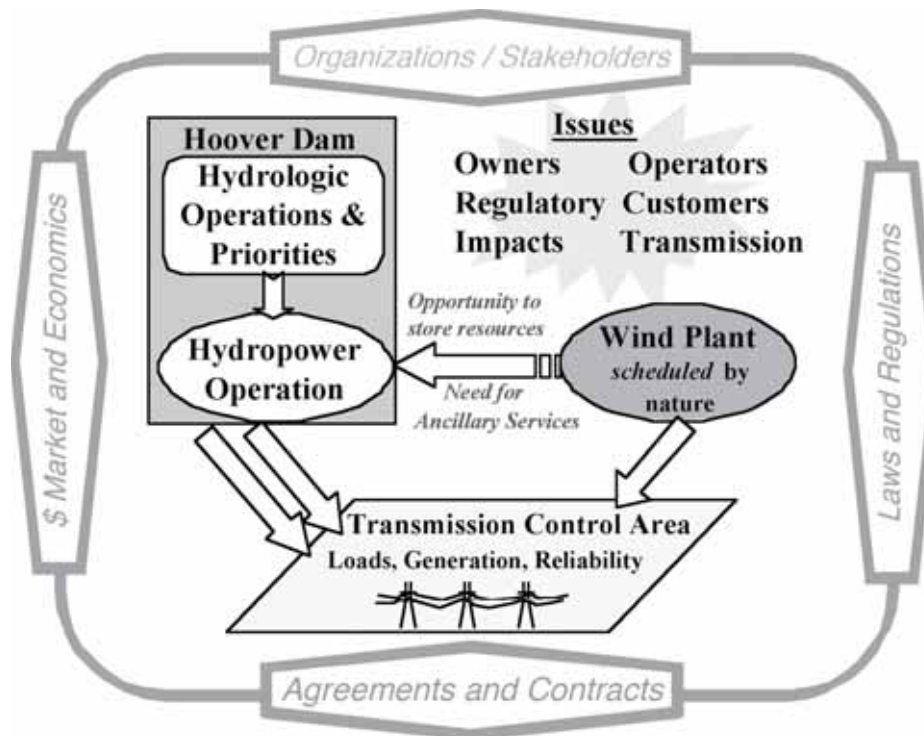 Organizations / Stakeholders
Hoover Dam
Hydrologic
Operations &
Priorities
Issues
Owners Operators
Regulatory Customers
Impacts Transmission
$ Market and Economics
Laws and Regulations
Opportunity to
store resources
Hydropower
Operation
Need for
Ancillary Services
Wind Plant
scheduled by
nature
Transmission Control Area
Loads, Generation, Reliability
Agreements and Contracts